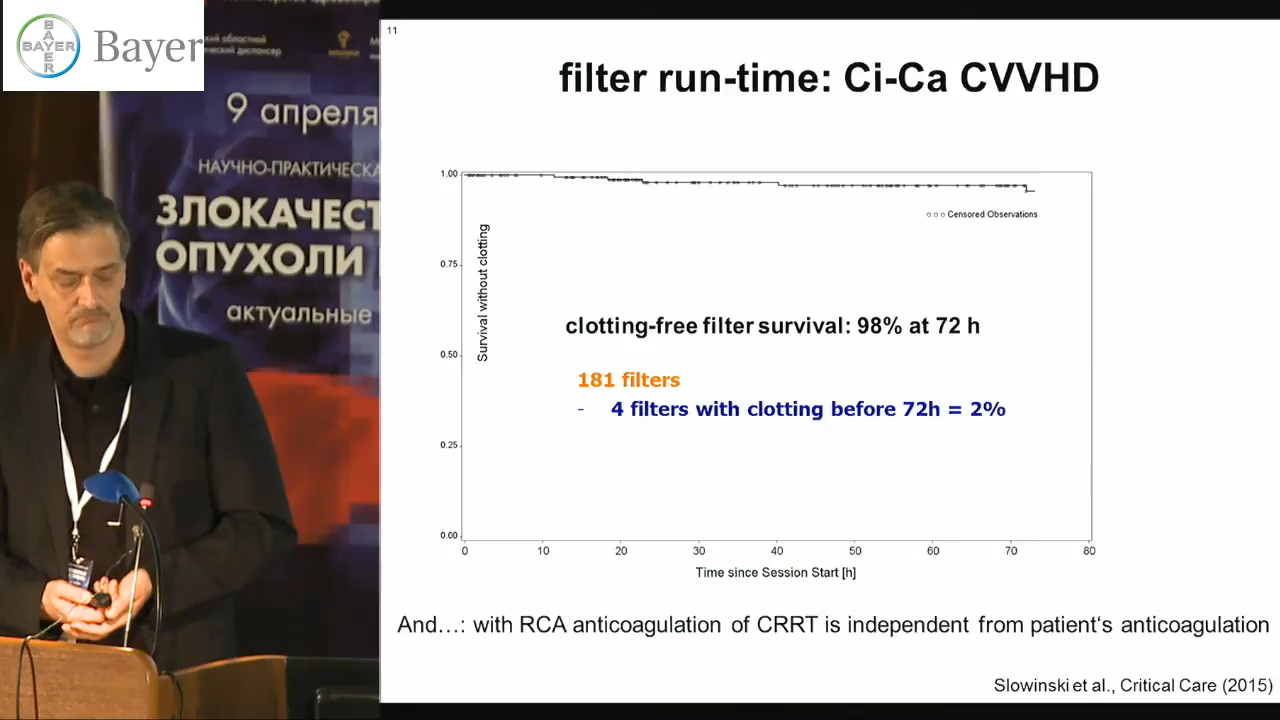 BAYER
BAYER
Bayer
9 апреля
НАУЧНО-ПРАКТИЧЕСКА
ЗЛОКАЧЕСТ
ОПУХОЛИ
актуальные
11
filter run-time: Ci-Ca CVVHD
1.00
0.75
0.50
0.25
0.00
Survival without clotting
Censored Observations
clotting-free filter survival: 98% at 72 h
181 filters
- 4 filters with clotting before 72h = 2%
0 10 20 30 40 50 60 70 80
Time since Session Start [h]
And…: with RCA anticoagulation of CRRT is independent from patient‘s anticoagulation
Slowinski et al., Critical Care (2015)